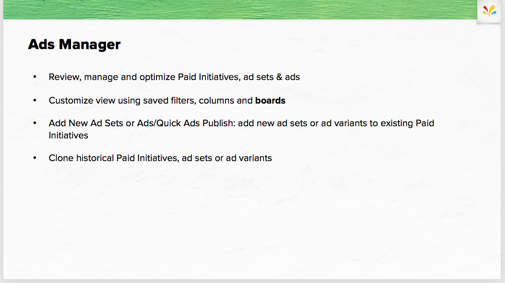 Ads Manager
• Review, manage and optimize Paid Initiatives, ad sets & ads
• Customize view using saved filters, columns and boards
• Add New Ad Sets or Ads/Quick Ads Publish: add new ad sets or ad variants to existing Paid
Initiatives
• Clone historical Paid Initiatives, ad sets or ad variants